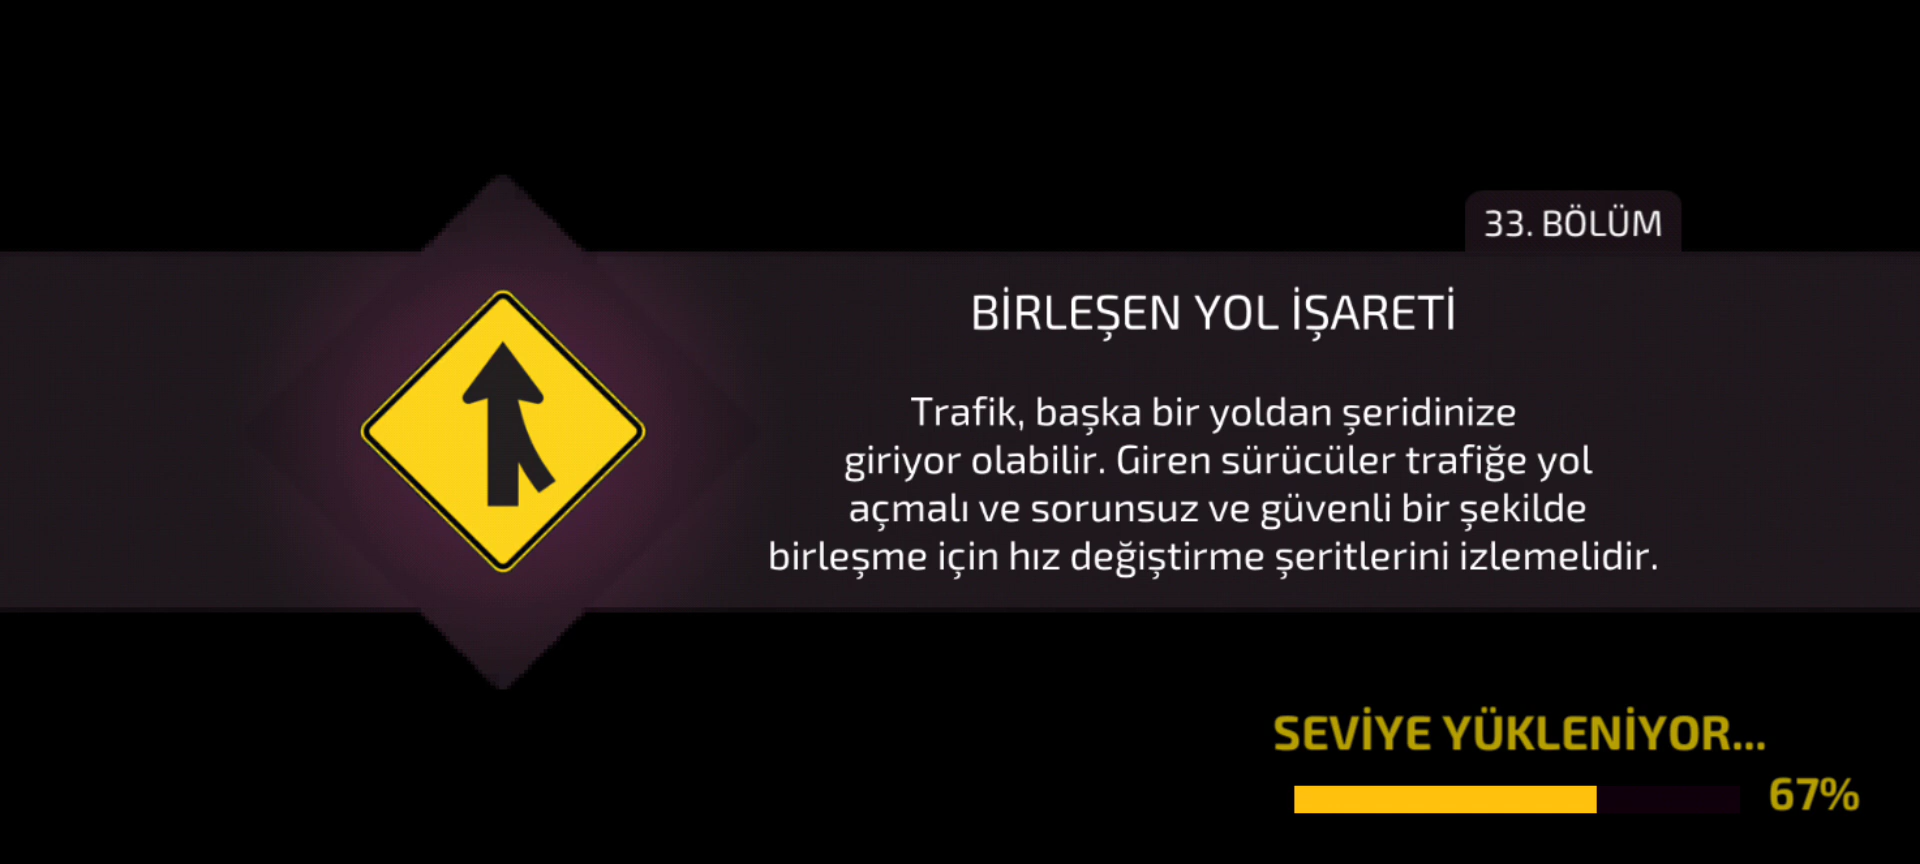 33. BÖLÜM
BİRLEŞEN YOL İŞARETİ
Trafik, başka bir yoldan şeridinize
giriyor olabilir. Giren sürücüler trafiğe yol
açmalı ve sorunsuz ve güvenli bir şekilde
birleşme için hız değiştirme şeritlerini izlemelidir.
SEVİYE YÜKLENİYOR...
67%